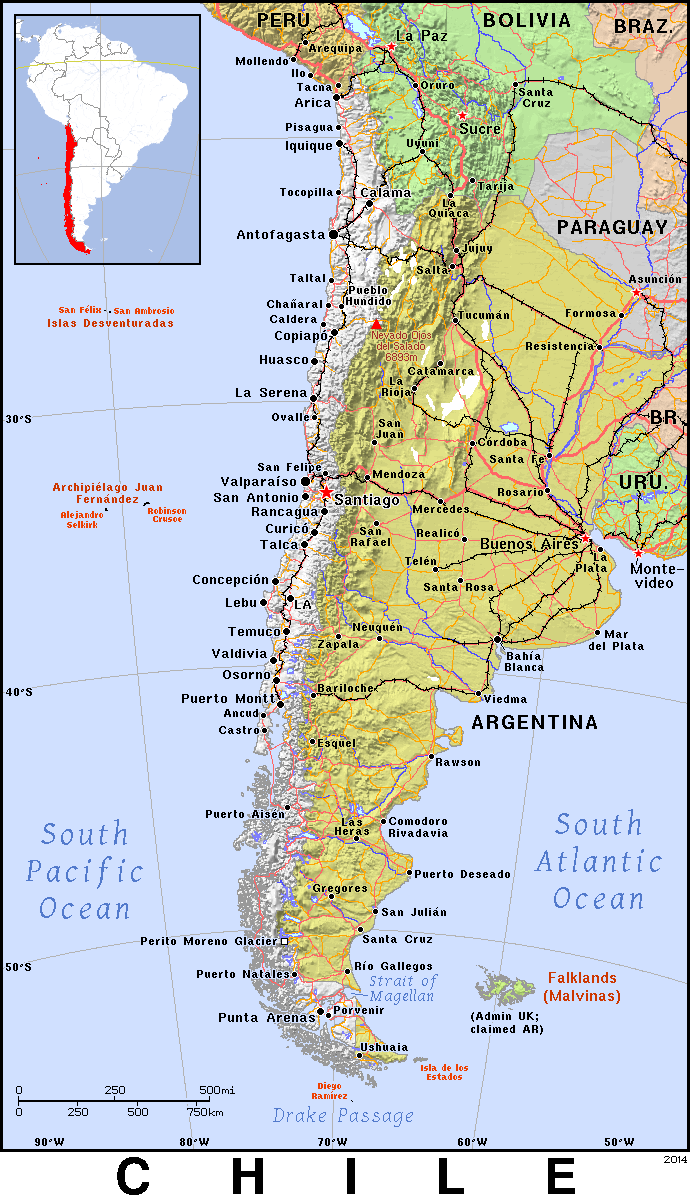 PERU
BOLIVIA
BRAZ.
La Paz
Arequipa
Mollendo
Ilo
Tacna
Arica
Oruro
Santa
Cruz
Pisagua
Sucre
Iquique
Uyuni
Tocopilla
Calama
Tarija
La
Quiaca
PARAGUAY
Antofagasta
Jujuy
Salta
Taltal
Asunción
Pueblo
Hundido
Chañaral
San Félix
San Ambrosio
Islas Desventuradas
Caldera
Tucumán
Formosa
Copiapó
Nevado Ojos
del Salado
6893m
Resistencia
Huasco
Catamarca
La
Rioja
La Serena
30°S
Ovalle
BR.
San
Juan
Córdoba
Santa Fe
San Felipe
Mendoza
URU.
Valparaíso
Archipiélago Juan
Fernández
San Antonio
Santiago
Rosario
Alejandro
Selkirk
Robinson
Crusoe
Rancagua
Mercedes
Curicó
San
Rafael
Realicó
Talca
Buenos Aires
La
Plata
Telén
Monte-
video
Concepción
Santa Rosa
Lebu
LA
Temuco
Neuquén
Zapala
Mar
del Plata
Valdivia
Bahía
Blanca
Osorno
40°S
Bariloche
Puerto Montt
Viedma
Ancud
Castro
ARGENTINA
Esquel
Rawson
Puerto Aisén
Las
Heras
Comodoro
Rivadavia
South
Pacific
Ocean
South
Atlantic
Ocean
Puerto Deseado
Gregores
San Julián
Perito Moreno Glacier
Santa Cruz
50°S
Puerto Natales
Río Gallegos
Strait of
Magellan
Falklands
(Malvinas)
(Admin UK;
claimed AR)
Punta Arenas
Porvenir
Ushuaia
Isla de los
Estados
Diego
Ramírez
Drake Passage
0 250 500mi
0 250 500 750km
90°W 80°W 70°W 60°W 50°W
2014
CHILE